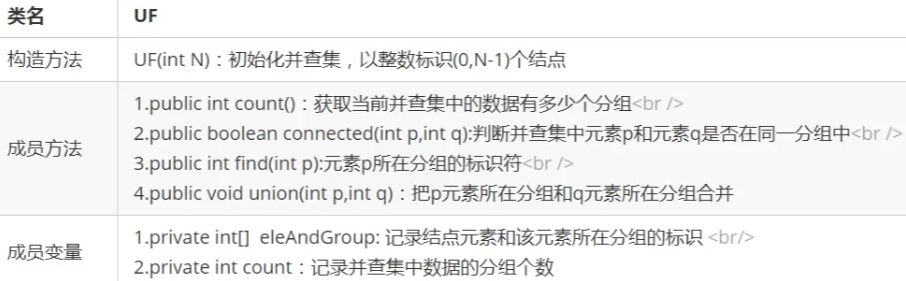 类名 UF
构造方法 UF(int N)：初始化并查集，以整数标识(0,N-1)个结点
1.public int count()：获取当前并查集中的数据有多少个分组<br />
2.public boolean connected(int p,int q):判断并查集中元素p和元素q是否在同一分组中<br />
成员方法
3.public int find(int p):元素p所在分组的标识符<br />
4.public void union(int p,int q)：把p元素所在分组和q元素所在分组合并
1.private int[]  eleAndGroup: 记录结点元素和该元素所在分组的标识 <br/>
成员变量
2.private int count：记录并查集中数据的分组个数